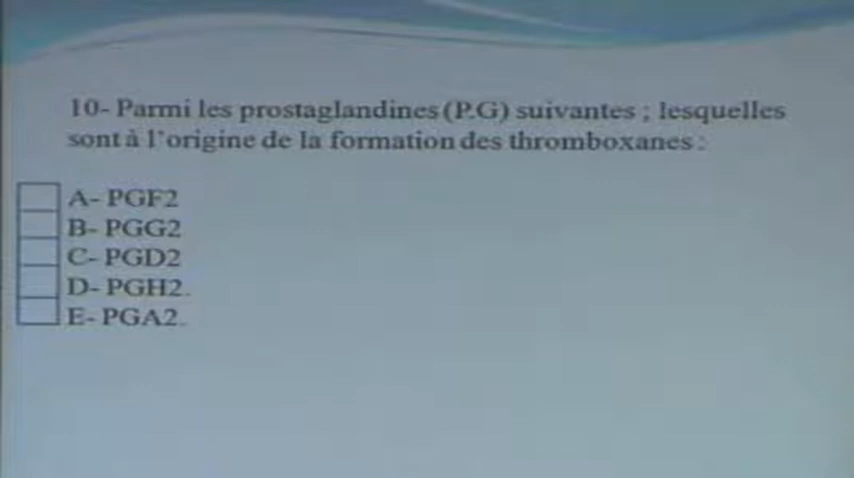 10- Parmi les prostaglandines (P.G) suivantes ; lesquelles
sont à l'origine de la formation des thromboxanes :
A- PGF2
B- PGG2
C- PGD2
D- PGH2.
E- PGA2.